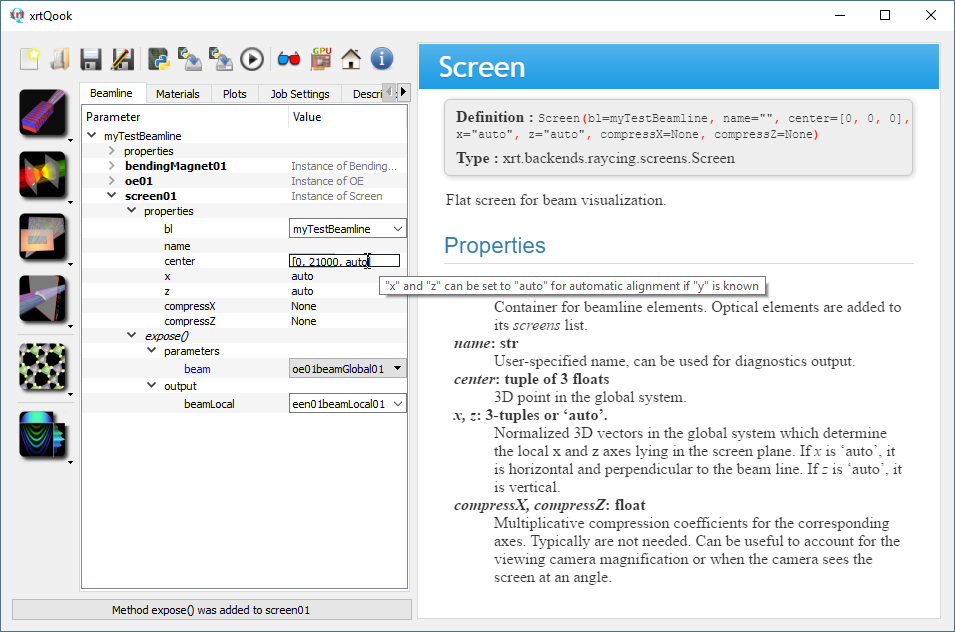 xrtQook
GPU
Beamline
Materials
Plots
Job Settings
Descri
Parameter Value
myTestBeamline
properties
bendingMagnet01 Instance of Bending...
oe01 Instance of OE
screen01 Instance of Screen
properties
bl myTestBeamline
name
center [0, 21000, auto
x auto
z auto
compressX None
compressZ None
expose()
parameters
beam oe01beamGlobal01
output
beamLocal een01beamLocal01
Method expose() was added to screen01
Screen
Definition : Screen(bl=myTestBeamline, name="", center=[0, 0, 0],
x="auto", z="auto", compressX=None, compressZ=None)
Type : xrt.backends.raycing.screens.Screen
Flat screen for beam visualization.
Properties
"x" and "z" can be set to "auto" for automatic alignment if "y" is known
Container for beamline elements. Optical elements are added to
its screens list.
name: str
User-specified name, can be used for diagnostics output.
center: tuple of 3 floats
3D point in the global system.
x, z: 3-tuples or ‘auto’.
Normalized 3D vectors in the global system which determine
the local x and z axes lying in the screen plane. If x is ‘auto’, it
is horizontal and perpendicular to the beam line. If z is ‘auto’, it
is vertical.
compressX, compressZ: float
Multiplicative compression coefficients for the corresponding
axes. Typically are not needed. Can be useful to account for the
viewing camera magnification or when the camera sees the
screen at an angle.